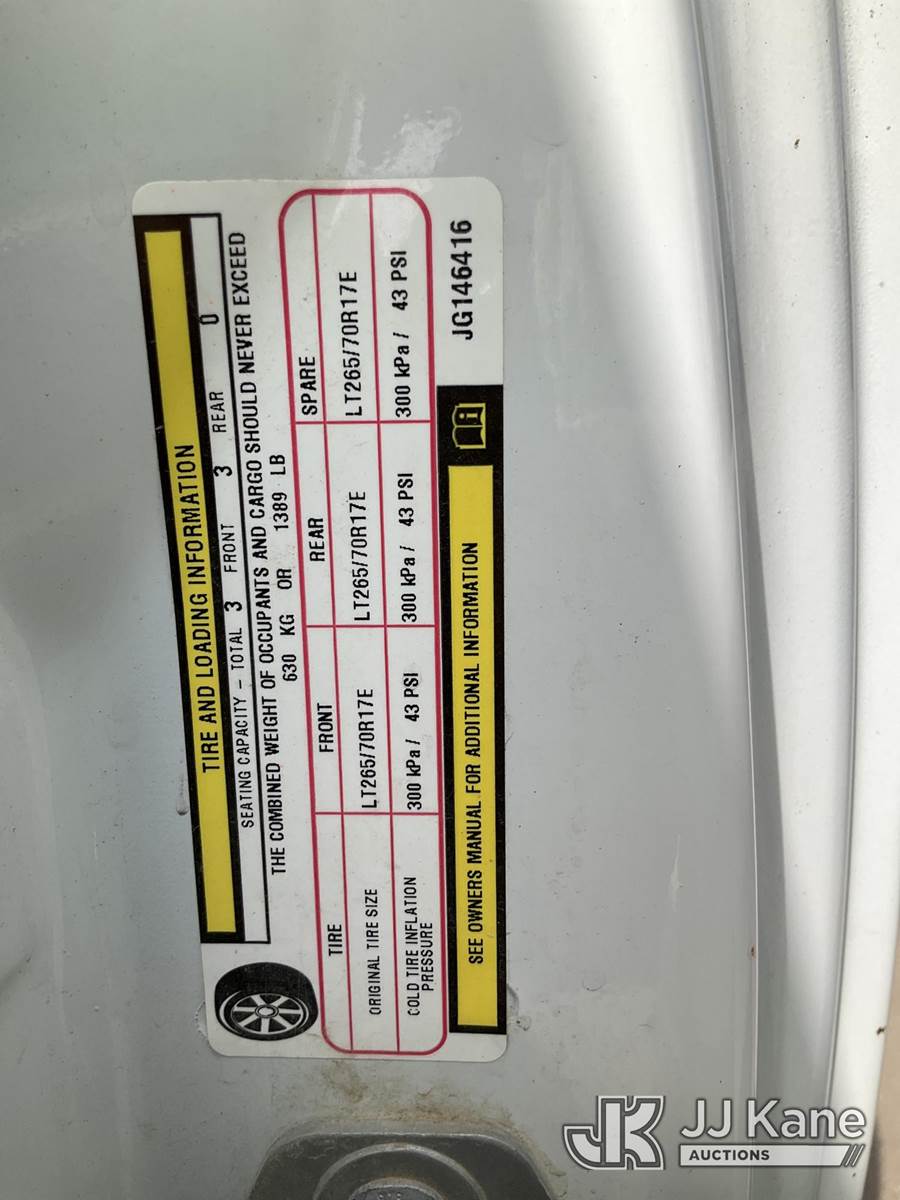 TIRE AND LOADING INFORMATION
SEATING CAPACITY – TOTAL 3 FRONT 3 REAR 0
THE COMBINED WEIGHT OF OCCUPANTS AND CARGO SHOULD NEVER EXCEED
630 KG OR 1389 LB
TIRE FRONT REAR SPARE
ORIGINAL TIRE SIZE LT265/70R17E LT265/70R17E LT265/70R17E
COLD TIRE INFLATION
PRESSURE 300 kPa / 43 PSI 300 kPa / 43 PSI 300 kPa / 43 PSI
SEE OWNERS MANUAL FOR ADDITIONAL INFORMATION
JG146416
JK JJ Kane
AUCTIONS